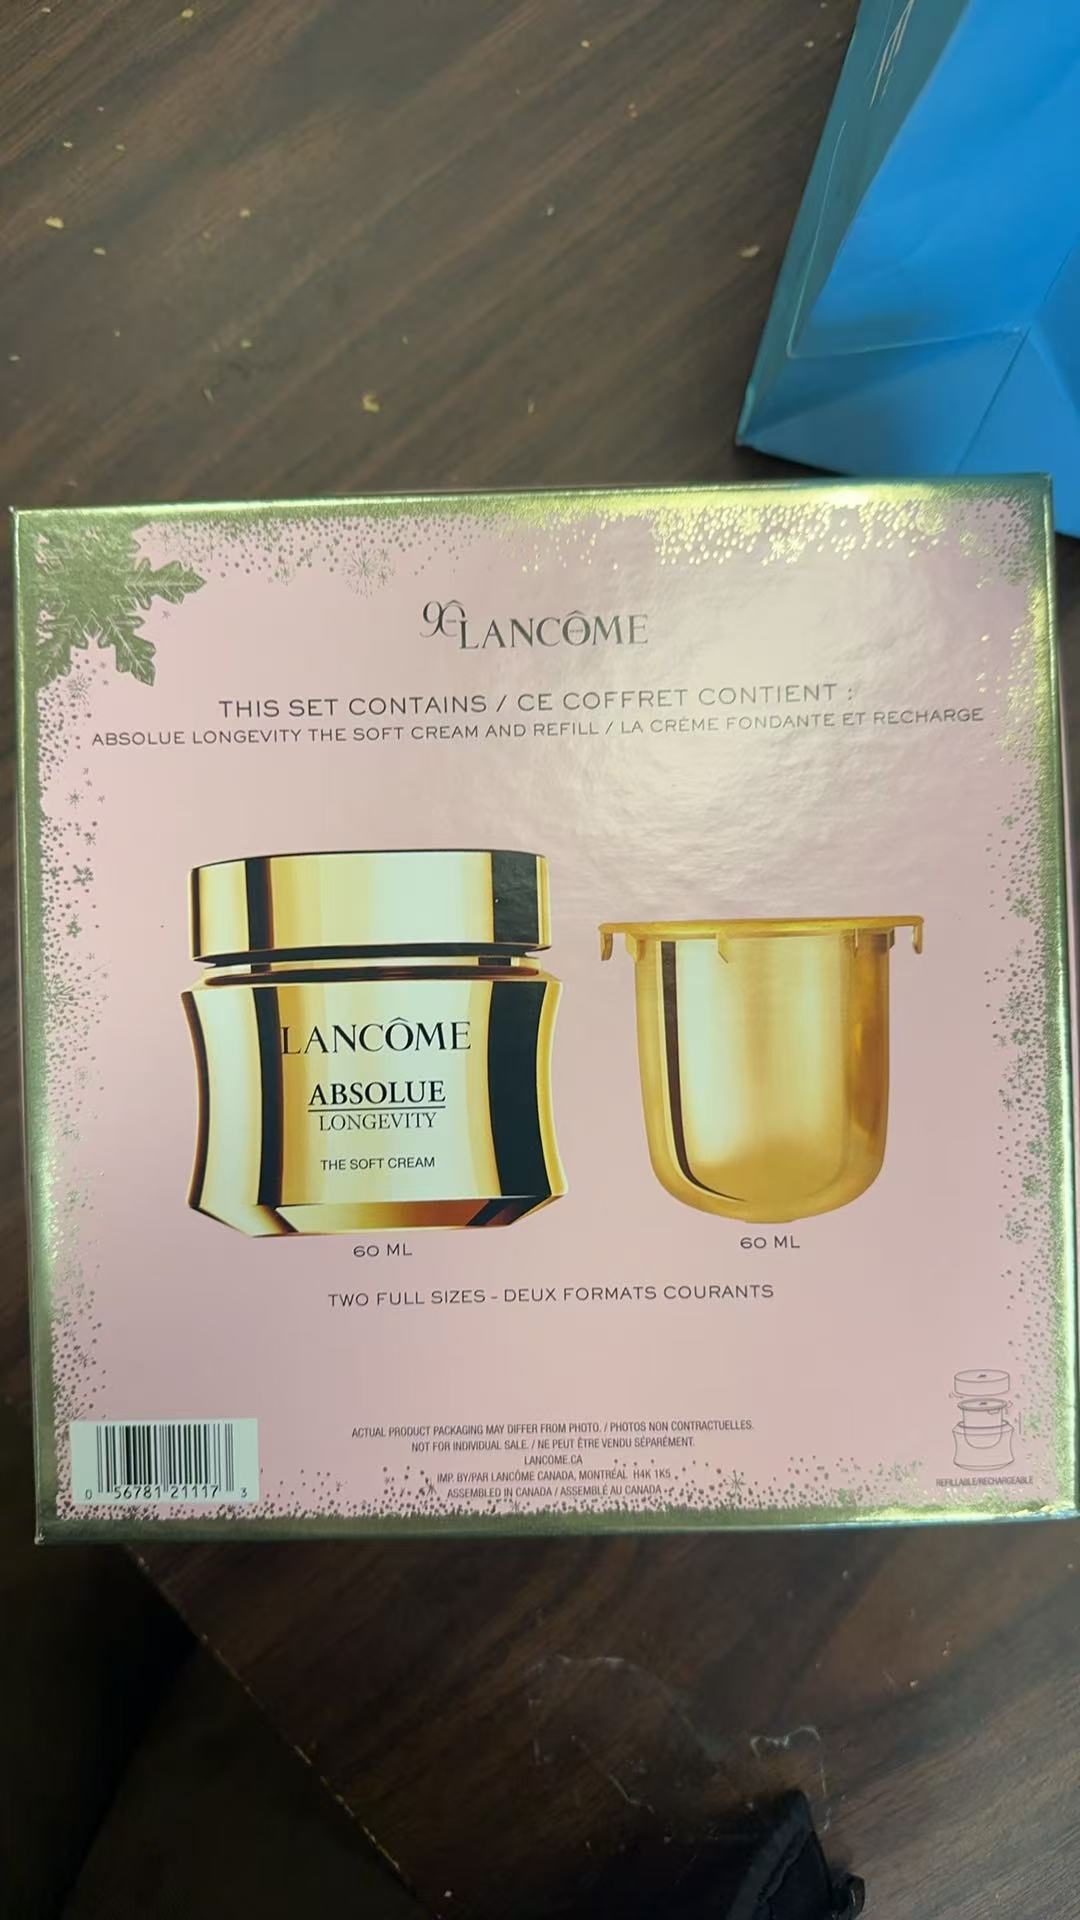 90 LANCÔME
THIS SET CONTAINS / CE COFFRET CONTIENT :
ABSOLUE LONGEVITY THE SOFT CREAM AND REFILL / LA CRÈME FONDANTE ET RECHARGE
LANCÔME
ABSOLUE
LONGEVITY
THE SOFT CREAM
60 ML
60 ML
TWO FULL SIZES - DEUX FORMATS COURANTS
ACTUAL PRODUCT PACKAGING MAY DIFFER FROM PHOTO. / PHOTOS NON CONTRACTUELLES.
NOT FOR INDIVIDUAL SALE. / NE PEUT ÊTRE VENDU SÉPARÉMENT.
LANCOME.CA
IMP. BY/PAR LANCÔME CANADA, MONTRÉAL H4K 1K5
ASSEMBLED IN CANADA / ASSEMBLÉ AU CANADA
0 56781 21117 3
REFILLABLE/RECHARGEABLE